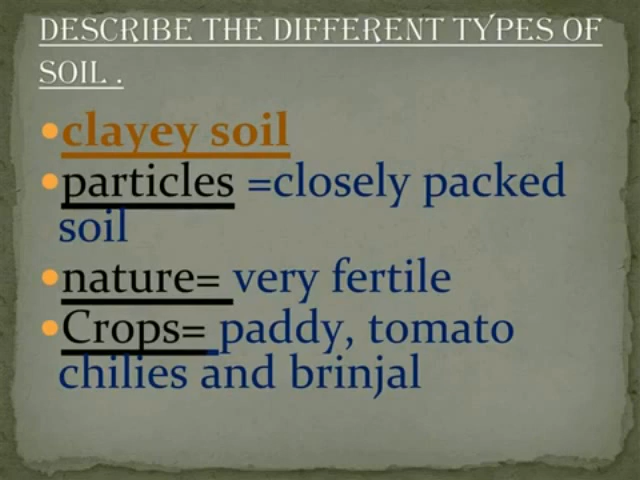 DESCRIBE THE DIFFERENT TYPES OF
SOIL .
clayey soil
particles =closely packed
soil
nature= very fertile
Crops= paddy, tomato
chilies and brinjal